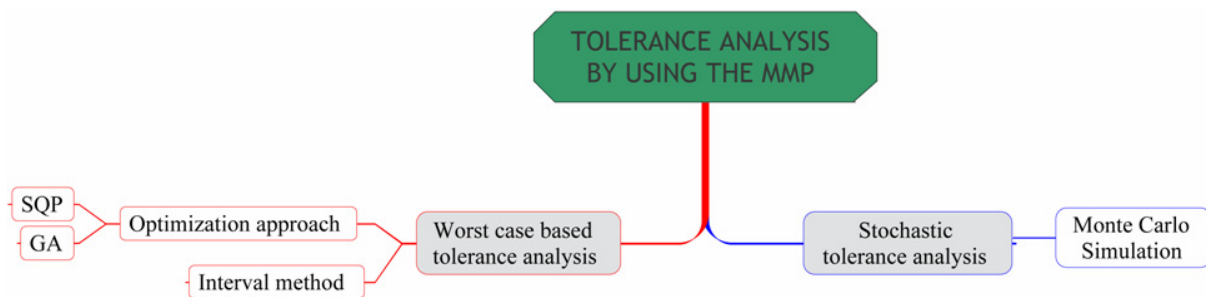 TOLERANCE ANALYSIS
BY USING THE MMP
SQP
GA
Optimization approach
Interval method
Worst case based
tolerance analysis
Stochastic
tolerance analysis
Monte Carlo
Simulation